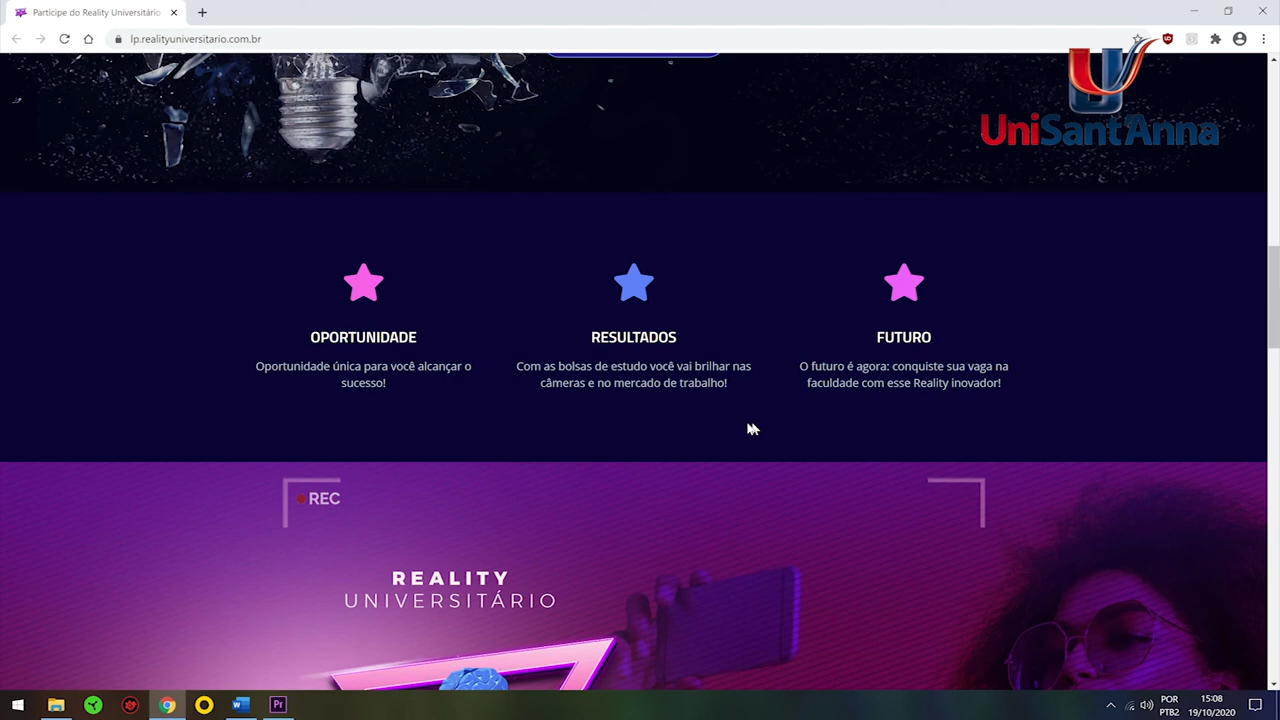 Participe do Reality Universitário
lp.realityuniversitario.com.br
UniSant'Anna
OPORTUNIDADE
Oportunidade única para você alcançar o
sucesso!
RESULTADOS
Com as bolsas de estudo você vai brilhar nas
câmeras e no mercado de trabalho!
FUTURO
O futuro é agora: conquiste sua vaga na
faculdade com esse Reality inovador!
REC
REALITY
UNIVERSITÁRIO
W
Pr
POR
PTB2
15:08
19/10/2020